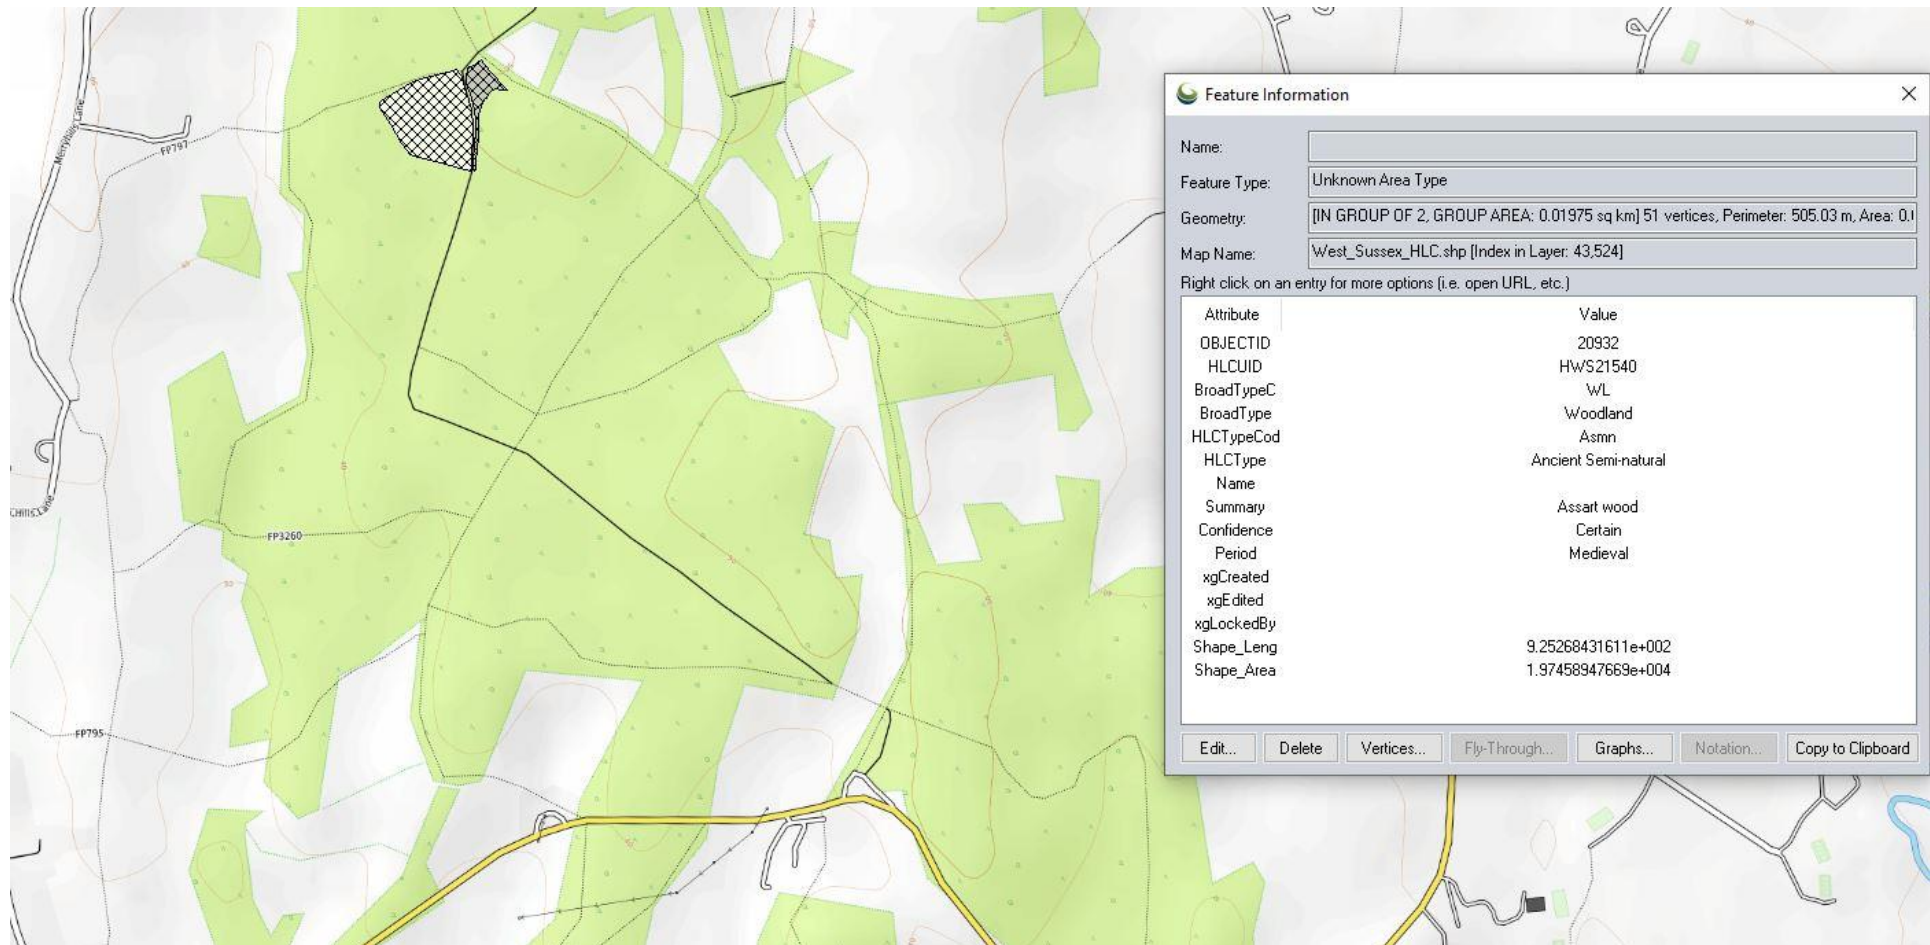 Merryhills Lane
FP797
hills Lane
FP3260
FP795
Feature Information
Name:
Feature Type: Unknown Area Type
Geometry: [IN GROUP OF 2, GROUP AREA: 0.01975 sq km] 51 vertices, Perimeter: 505.03 m, Area: 0.0
Map Name: West_Sussex_HLC.shp [Index in Layer: 43,524]
Right click on an entry for more options (i.e. open URL, etc.)
Attribute Value
OBJECTID 20932
HLCUID HWS21540
BroadTypeC WL
BroadType Woodland
HLCTypeCod Asmn
HLCType Ancient Semi-natural
Name
Summary Assart wood
Confidence Certain
Period Medieval
xgCreated
xgEdited
xgLockedBy
Shape_Leng 9.25268431611e+002
Shape_Area 1.97458947669e+004
Edit... Delete Vertices... Fly-Through... Graphs... Notation... Copy to Clipboard